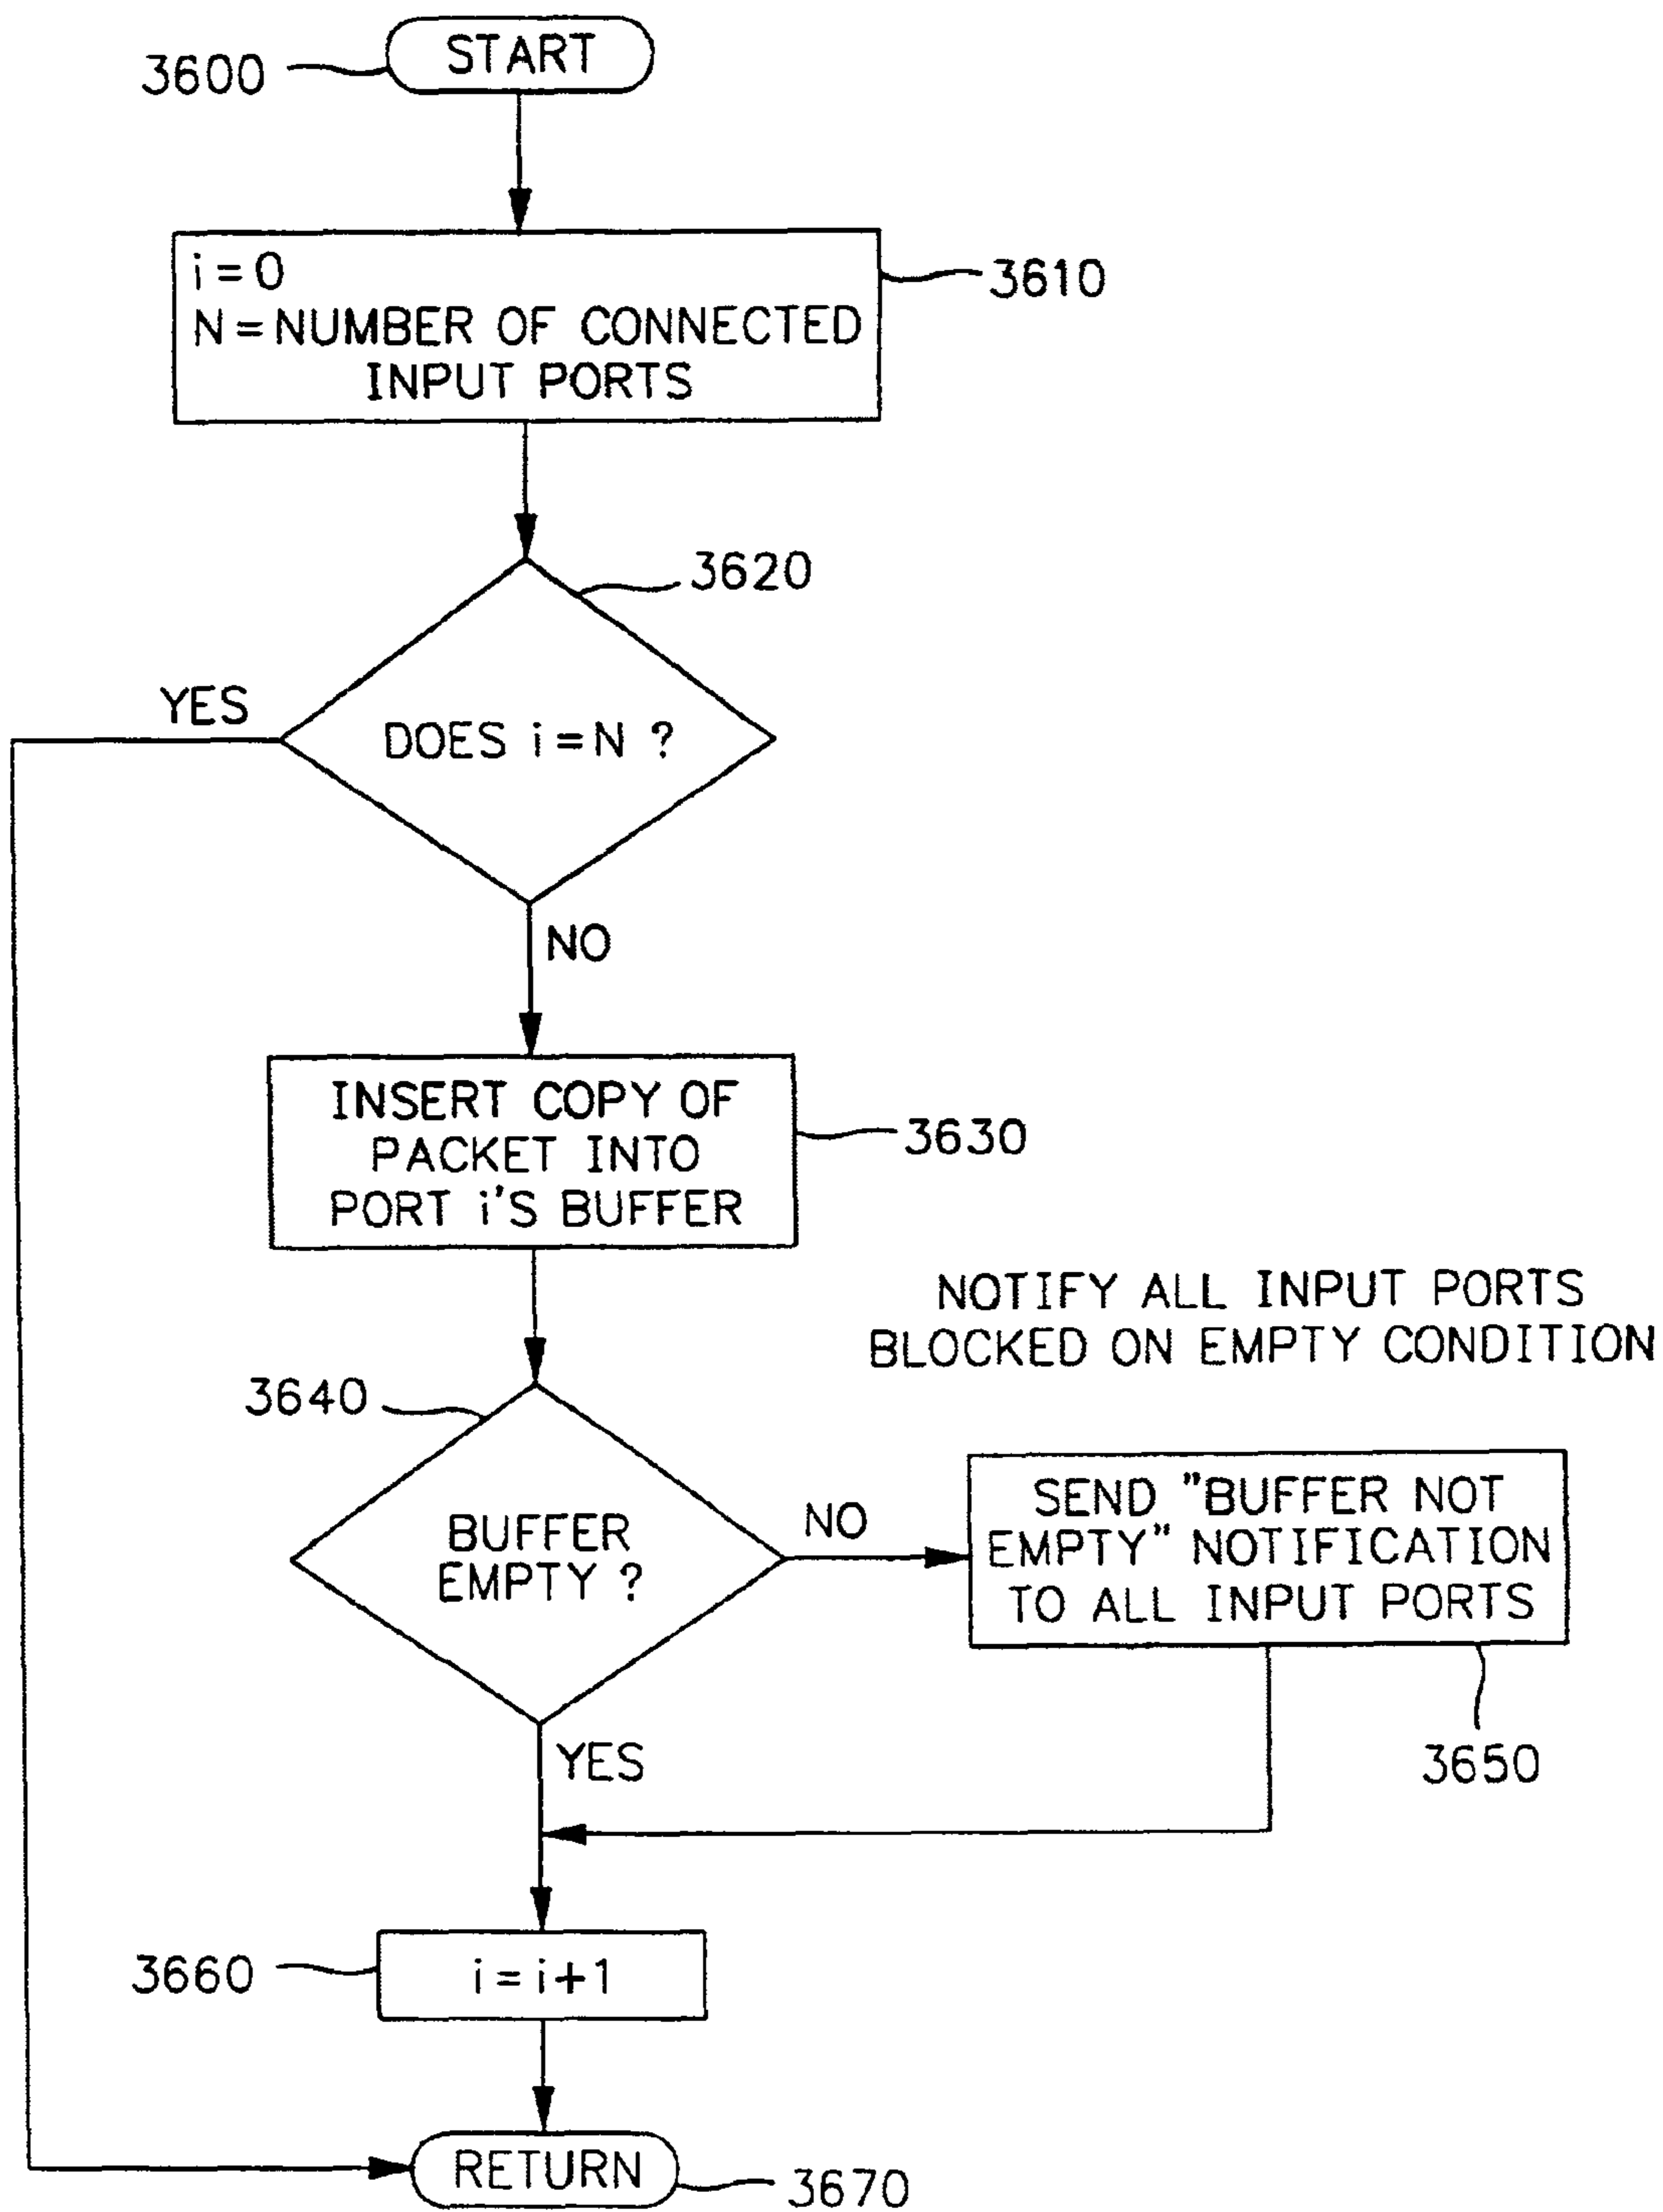 START
3600
i = 0
N = NUMBER OF CONNECTED
INPUT PORTS
3610
3620
YES
DOES i = N ?
NO
INSERT COPY OF
PACKET INTO
PORT i'S BUFFER
3630
NOTIFY ALL INPUT PORTS
BLOCKED ON EMPTY CONDITION
3640
BUFFER
EMPTY ?
NO
SEND "BUFFER NOT
EMPTY" NOTIFICATION
TO ALL INPUT PORTS
YES
3650
3660
i = i+1
RETURN
3670